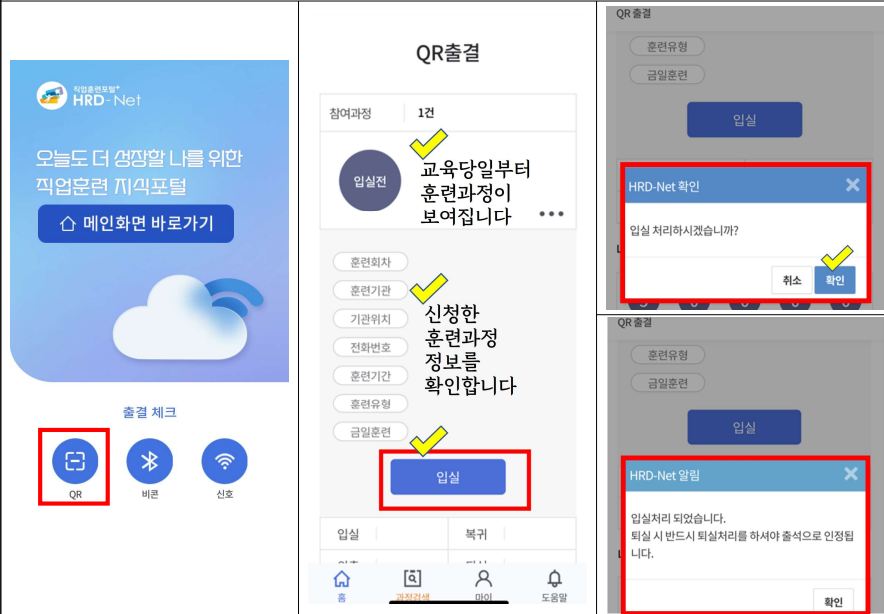 직업훈련포털+
HRD-Net
오늘도 더 성장할 나를 위한
직업훈련 지식포털
메인화면 바로가기
출결 체크
QR
비콘
신호
QR출결
참여과정
1건
입실전
교육당일부터
훈련과정이
보여집니다
훈련회차
훈련기관
기관위치
전화번호
훈련기간
훈련유형
금일훈련
신청한
훈련과정
정보를
확인합니다
입실
입실
복귀
홈
과정검색
마이
도움말
QR 출결
훈련유형
금일훈련
입실
HRD-Net 확인
입실 처리하시겠습니까?
취소
확인
QR 출결
훈련유형
금일훈련
입실
HRD-Net 알림
입실처리 되었습니다.
퇴실 시 반드시 퇴실처리를 하셔야 출석으로 인정됩
니다.
확인